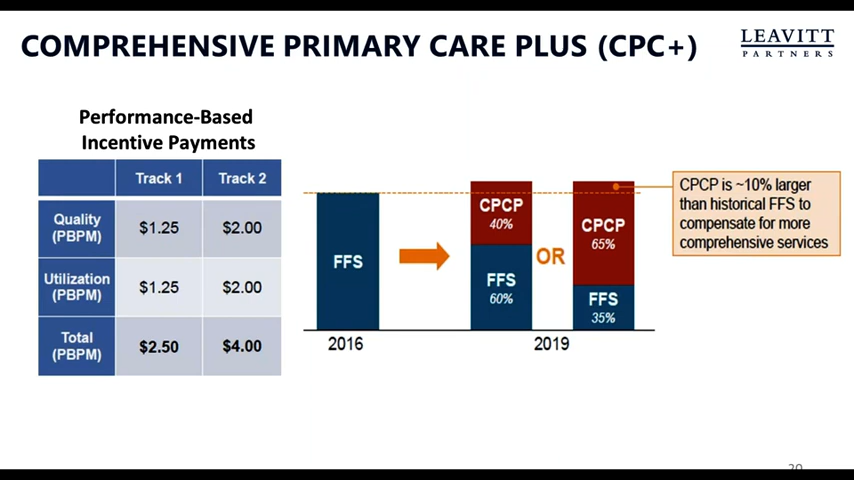 COMPREHENSIVE PRIMARY CARE PLUS (CPC+)
LEAVITT
PARTNERS
Performance-Based
Incentive Payments
Track 1 Track 2
Quality
(PBPM)
$1.25 $2.00
Utilization
(PBPM)
$1.25 $2.00
Total
(PBPM)
$2.50 $4.00
FFS
2016
CPCP
40%
FFS
60%
OR
CPCP
65%
FFS
35%
2019
CPCP is ~10% larger
than historical FFS to
compensate for more
comprehensive services